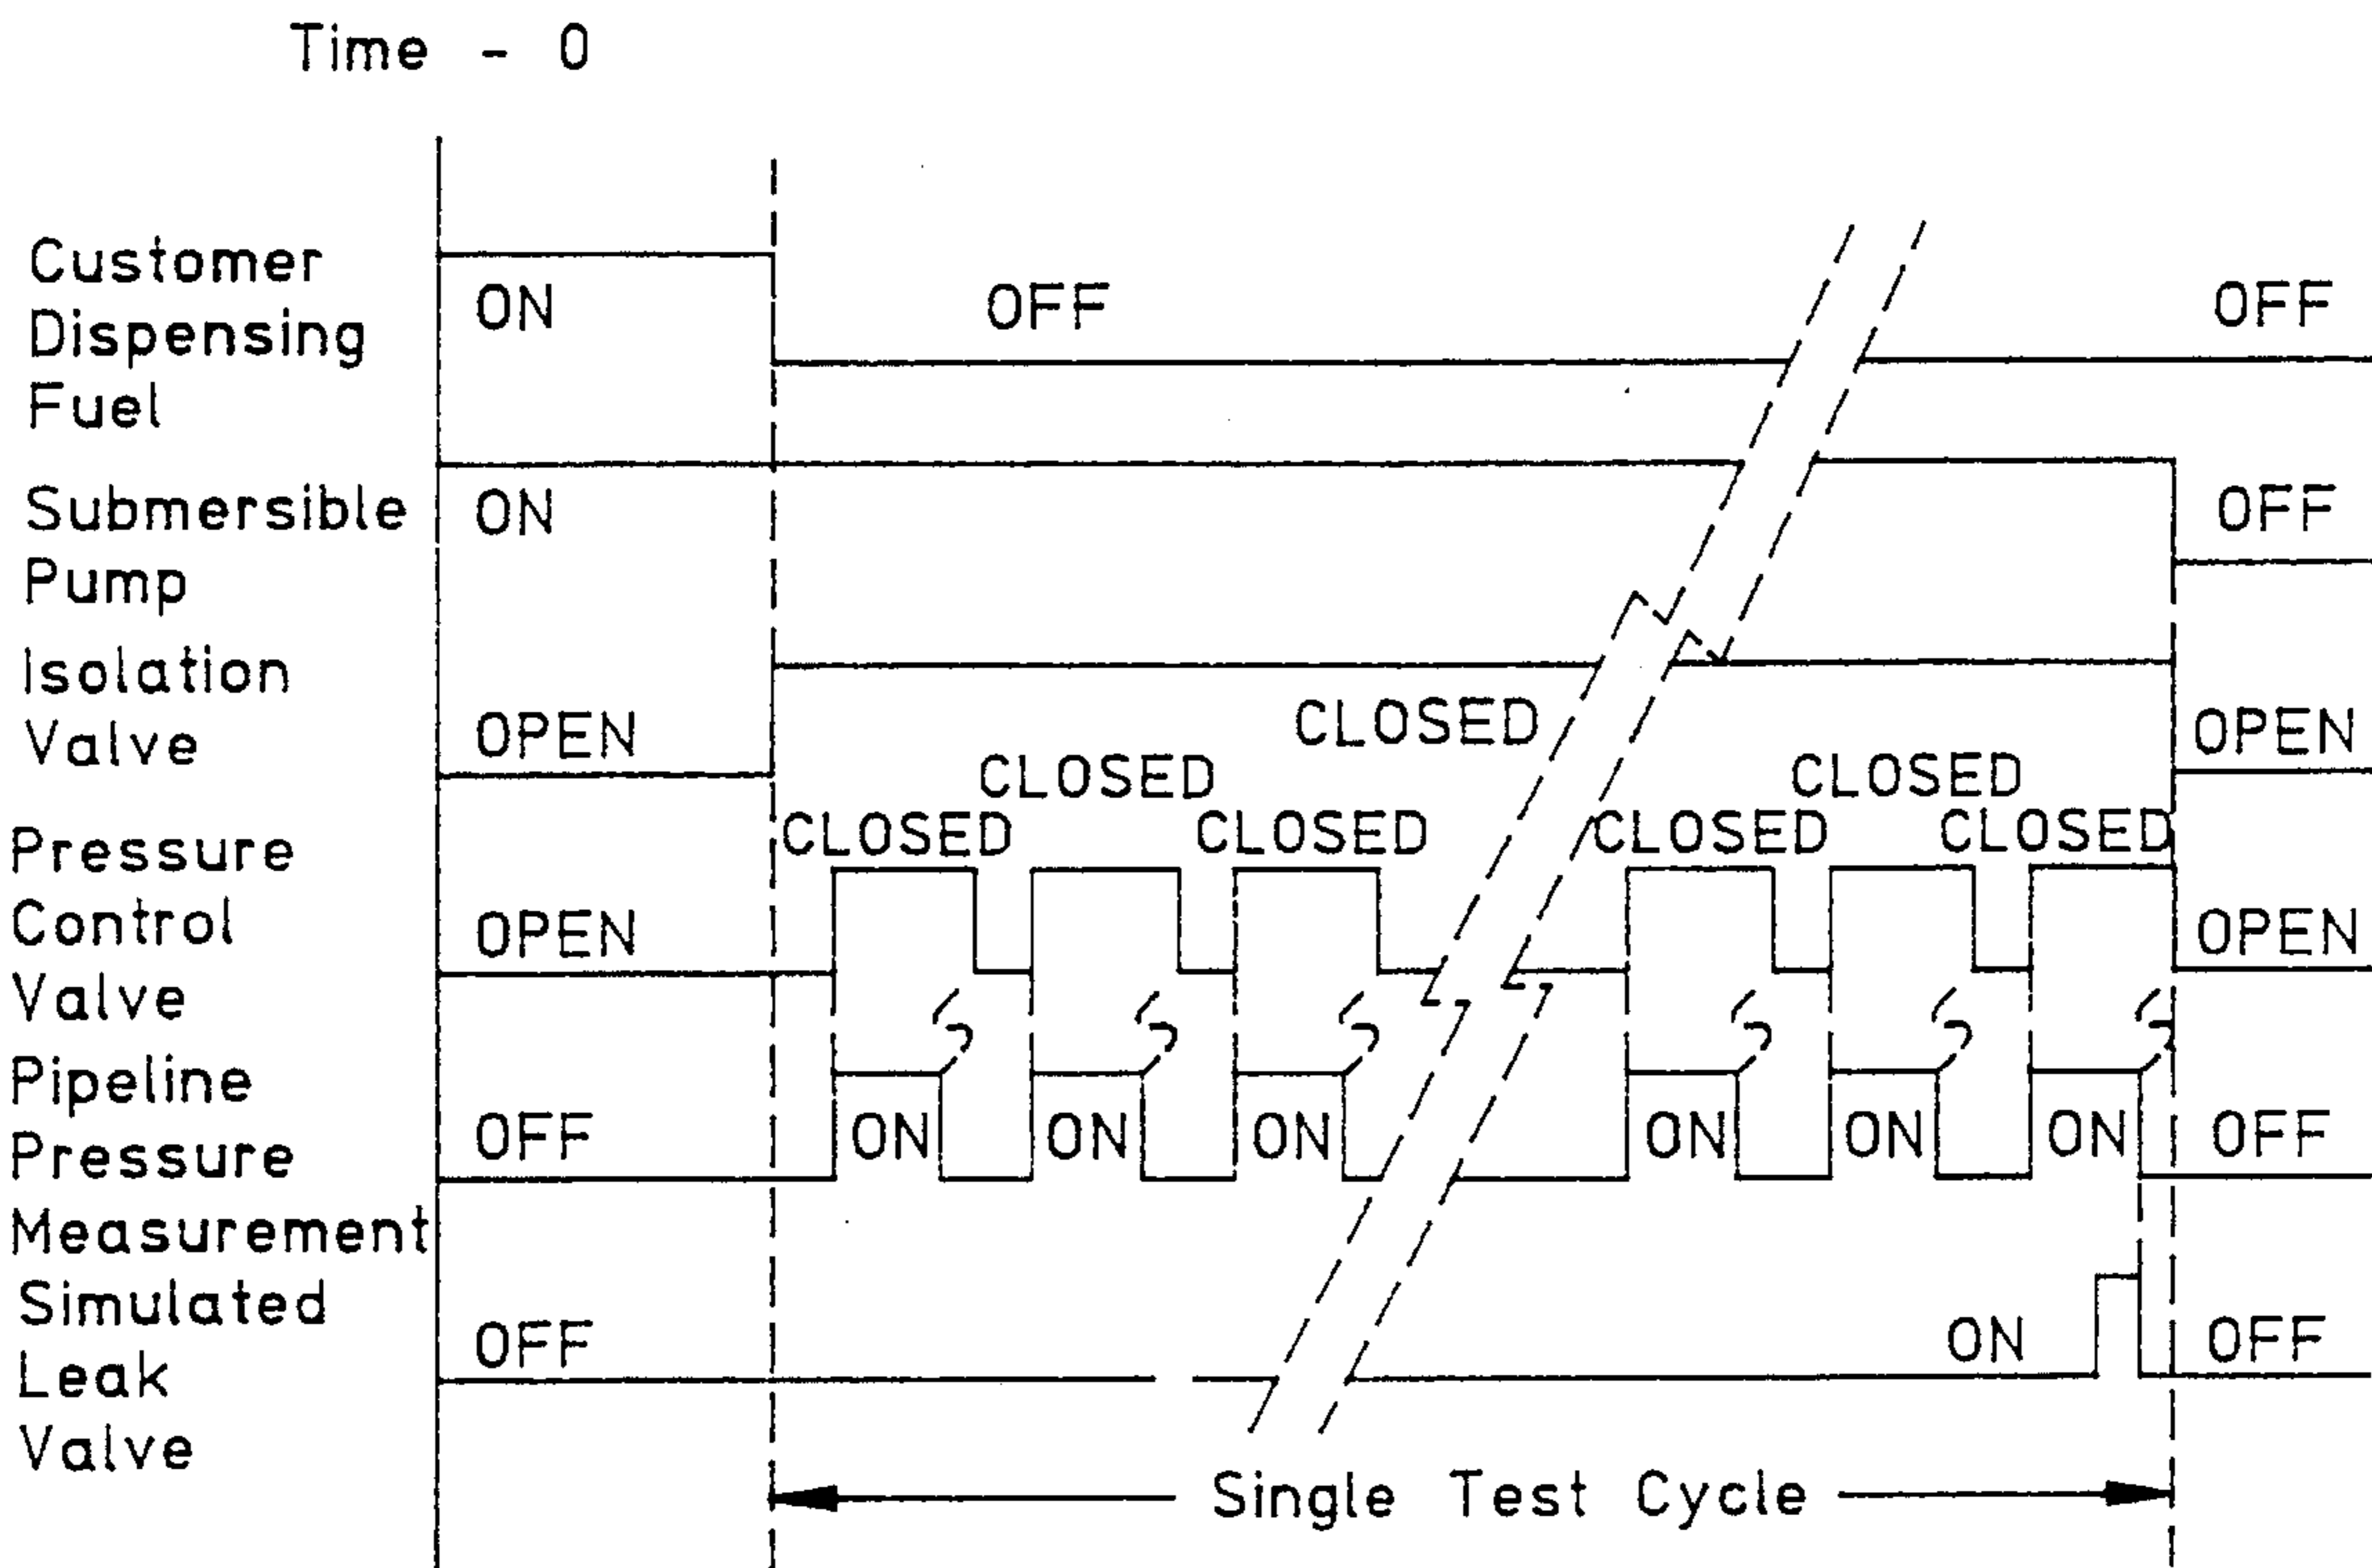 Time - 0
Customer
Dispensing
Fuel
ON
OFF
OFF
Submersible
Pump
ON
OFF
Isolation
Valve
OPEN
CLOSED
OPEN
Pressure
Control
Valve
OPEN
CLOSED
CLOSED
CLOSED
CLOSED
CLOSED
CLOSED
OPEN
Pipeline
Pressure
Measurement
OFF
ON
ON
ON
ON
ON
ON
OFF
Simulated
Leak
Valve
OFF
ON
OFF
Single Test Cycle